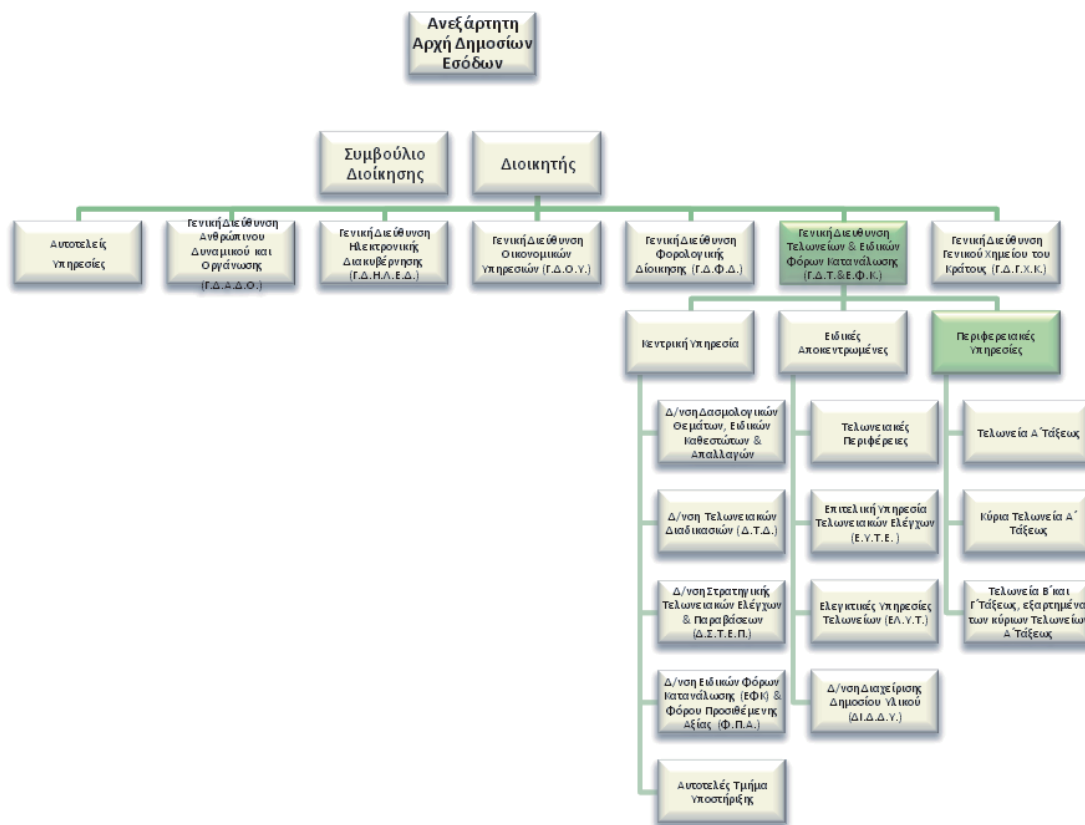 Ανεξάρτητη
Αρχή Δημοσίων
Εσόδων
Συμβούλιο
Διοίκησης
Διοικητής
Αυτοτελείς
Υπηρεσίες
Γενική Διεύθυνση
Ανθρώπινου
Δυναμικού και
Οργάνωσης
(Γ.Δ.Α.Δ.Ο.)
Γενική Διεύθυνση
Ηλεκτρονικής
Διακυβέρνησης
(Γ.Δ.Η.Λ.Ε.Δ.)
Γενική Διεύθυνση
Οικονομικών
Υπηρεσιών (Γ.Δ.Ο.Υ.)
Γενική Διεύθυνση
Φορολογικής
Δίοικησης (Γ.Δ.Φ.Δ.)
Γενική Διευθυνση
Τελωνείων & Ειδικών
Φόρων Κατανάλωσης
(Γ.Δ.Τ.&Ε.Φ.Κ.)
Γενική Διεύθυνση
Γενικού Χημείου του
Κράτους (Γ.Δ.Γ.Χ.Κ.)
Κεντρική Υπηρεσία
Ειδικές
Αποκεντρωμένες
Περιφερειακές
Υπηρεσίες
Δ/νση Δασμολογικών
Θεμάτων, Ειδικών
Καθεστώτων &
Απαλλαγών
Δ/νση Τελωνειακών
Διαδικασιών (Δ.Τ.Δ.)
Δ/νση Στρατηγικής
Τελωνειακών Ελέγχων
& Παραβάσεων
(Δ.Σ.Τ.Ε.Π.)
Δ/νση Ειδικών Φόρων
Κατανάλωσης (ΕΦΚ) &
Φόρου Προσιθέμενης
Αξίας (Φ.Π.Α.)
Αυτοτελές Τμήμα
Υποστήριξης
Τελωνειακές
Περιφέρειες
Επιτελική Υπηρεσία
Τελωνειακών Ελέγχων
(Ε.Υ.Τ.Ε.)
Ελεγκτικές Υπηρεσίες
Τελωνείων (ΕΛ.Υ.Τ.)
Δ/νση Διαχείρισης
Δημοσίου Υλικού
(ΔΙ.Δ.Δ.Υ.)
Τελωνεία Α΄Τάξεως
Κύρια Τελωνεία Α΄
Τάξεως
Τελωνεία Β΄και
Γ΄Τάξεως, εξαρτημένα
των κύριων Τελωνείων
Α΄Τάξεως